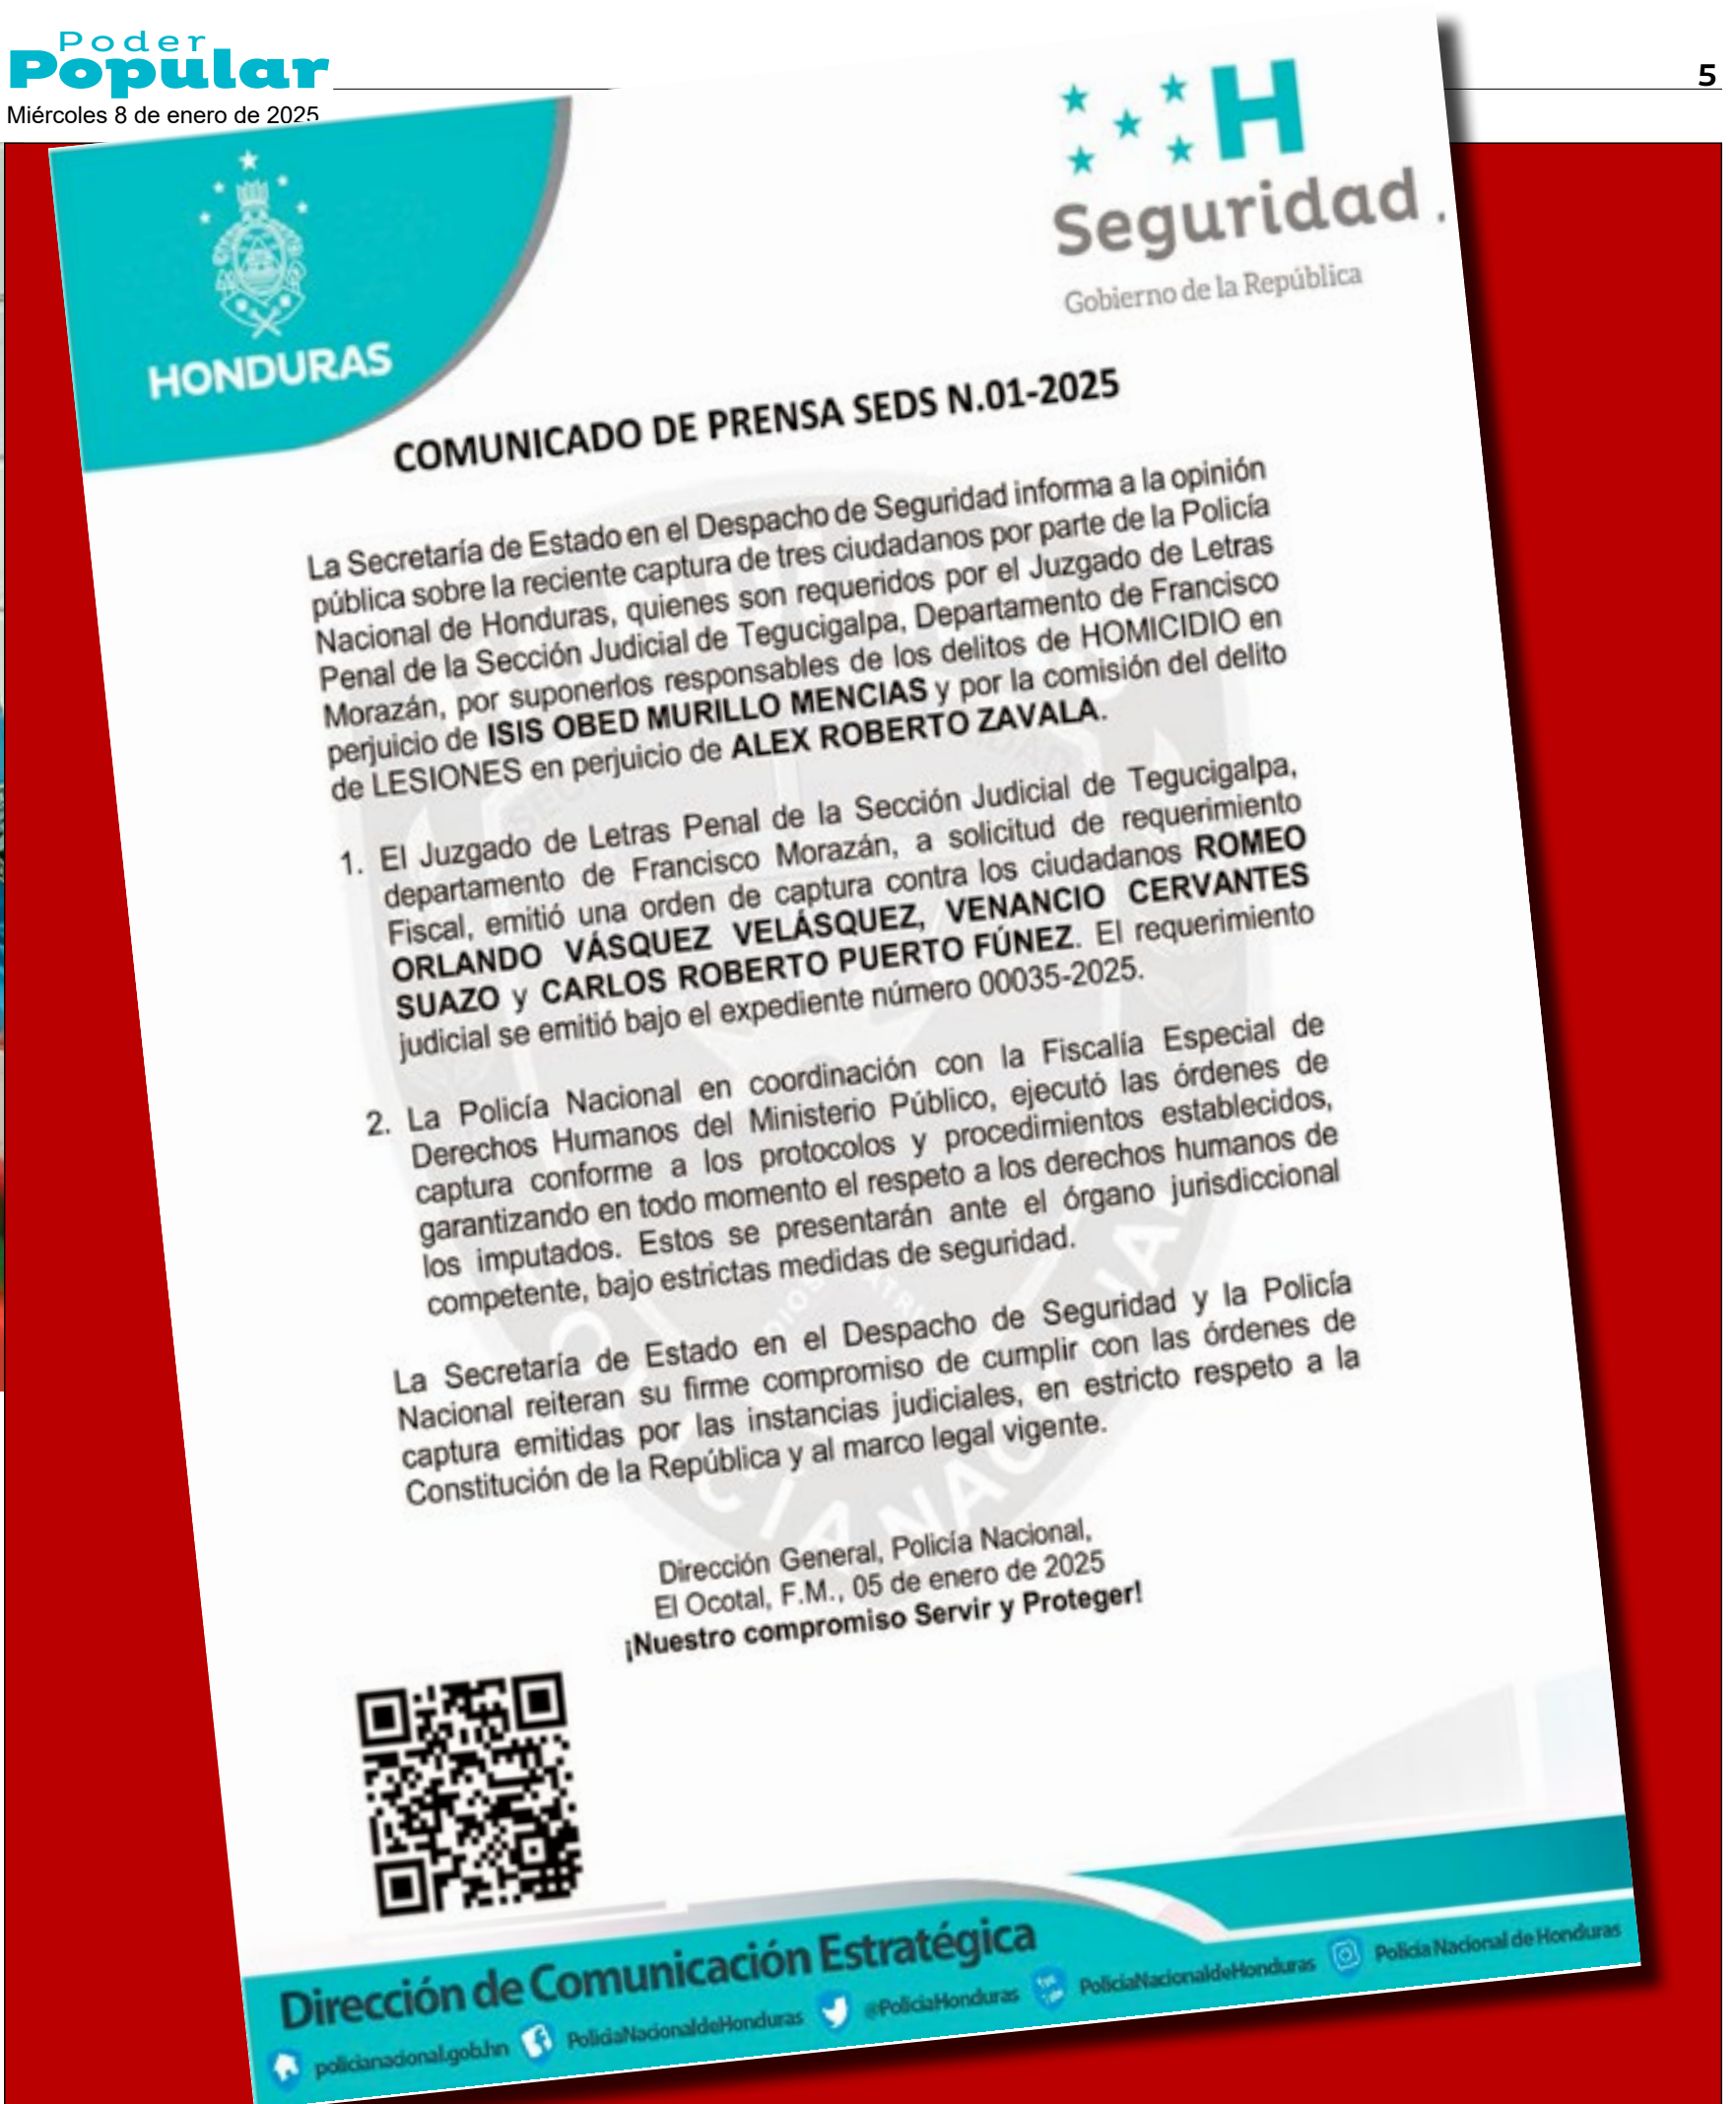 Poder
Popular
Miércoles 8 de enero de 2025
5
HONDURAS
H
Seguridad
Gobierno de la República
COMUNICADO DE PRENSA SEDS N.01-2025
La Secretaría de Estado en el Despacho de Seguridad informa a la opinión
pública sobre la reciente captura de tres ciudadanos por parte de la Policía
Nacional de Honduras, quienes son requeridos por el Juzgado de Letras
Penal de la Sección Judicial de Tegucigalpa, Departamento de Francisco
Morazán, por suponerlos responsables de los delitos de HOMICIDIO en
perjuicio de ISIS OBED MURILLO MENCIAS y por la comisión del delito
de LESIONES en perjuicio de ALEX ROBERTO ZAVALA.
1. El Juzgado de Letras Penal de la Sección Judicial de Tegucigalpa,
departamento de Francisco Morazán, a solicitud de requerimiento
Fiscal, emitió una orden de captura contra los ciudadanos ROMEO
ORLANDO VÁSQUEZ VELÁSQUEZ, VENANCIO CERVANTES
SUAZO y CARLOS ROBERTO PUERTO FÚNEZ. El requerimiento
judicial se emitió bajo el expediente número 00035-2025.
2. La Policía Nacional en coordinación con la Fiscalía Especial de
Derechos Humanos del Ministerio Público, ejecutó las órdenes de
captura conforme a los protocolos y procedimientos establecidos,
garantizando en todo momento el respeto a los derechos humanos de
los imputados. Estos se presentarán ante el órgano jurisdiccional
competente, bajo estrictas medidas de seguridad.
La Secretaría de Estado en el Despacho de Seguridad y la Policía
Nacional reiteran su firme compromiso de cumplir con las órdenes de
captura emitidas por las instancias judiciales, en estricto respeto a la
Constitución de la República y al marco legal vigente.
Dirección General, Policía Nacional,
El Ocotal, F.M., 05 de enero de 2025
¡Nuestro compromiso Servir y Proteger!
Dirección de Comunicación Estratégica
policianacional.gob.hn PoliciaNacionaldeHonduras @PoliciaHonduras PoliciaNacionaldeHonduras Policía Nacional de Honduras